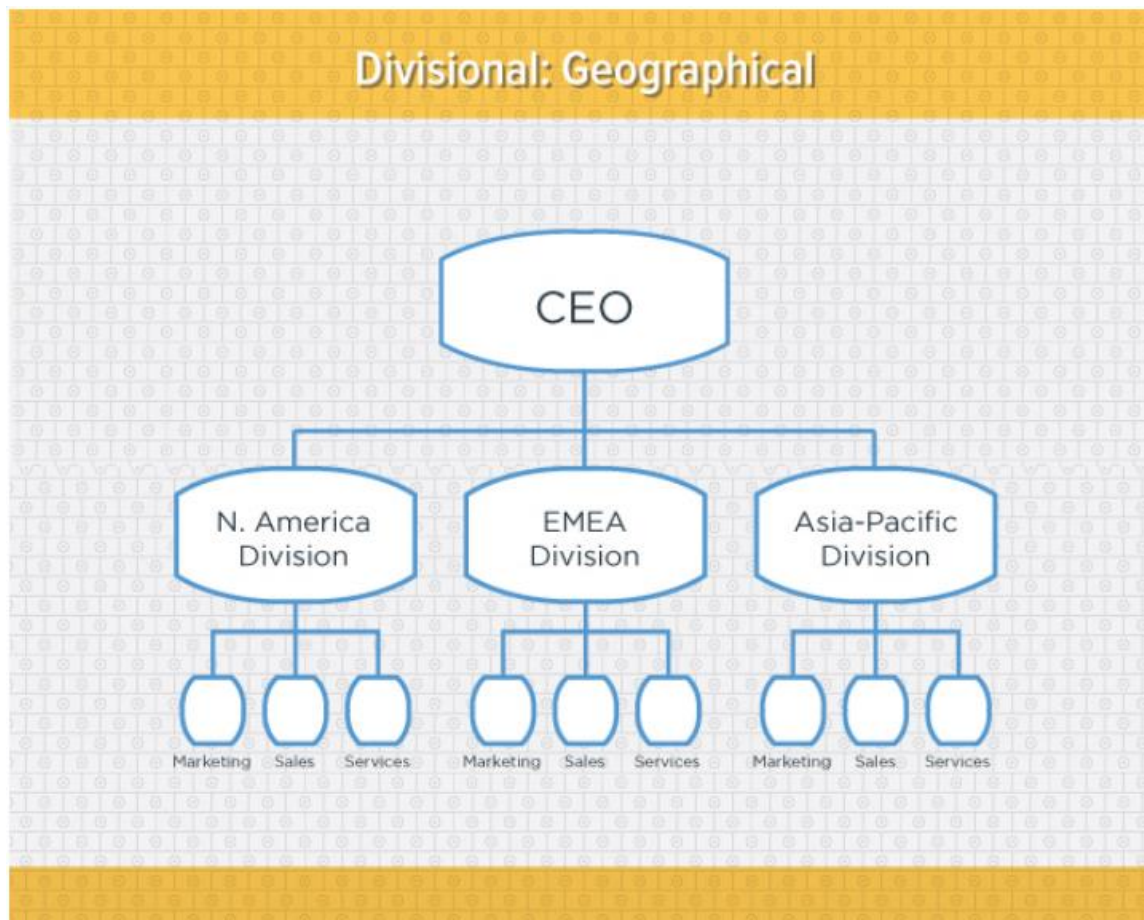 Divisional: Geographical
CEO
N. America
Division
EMEA
Division
Asia-Pacific
Division
Marketing Sales Services
Marketing Sales Services
Marketing Sales Services